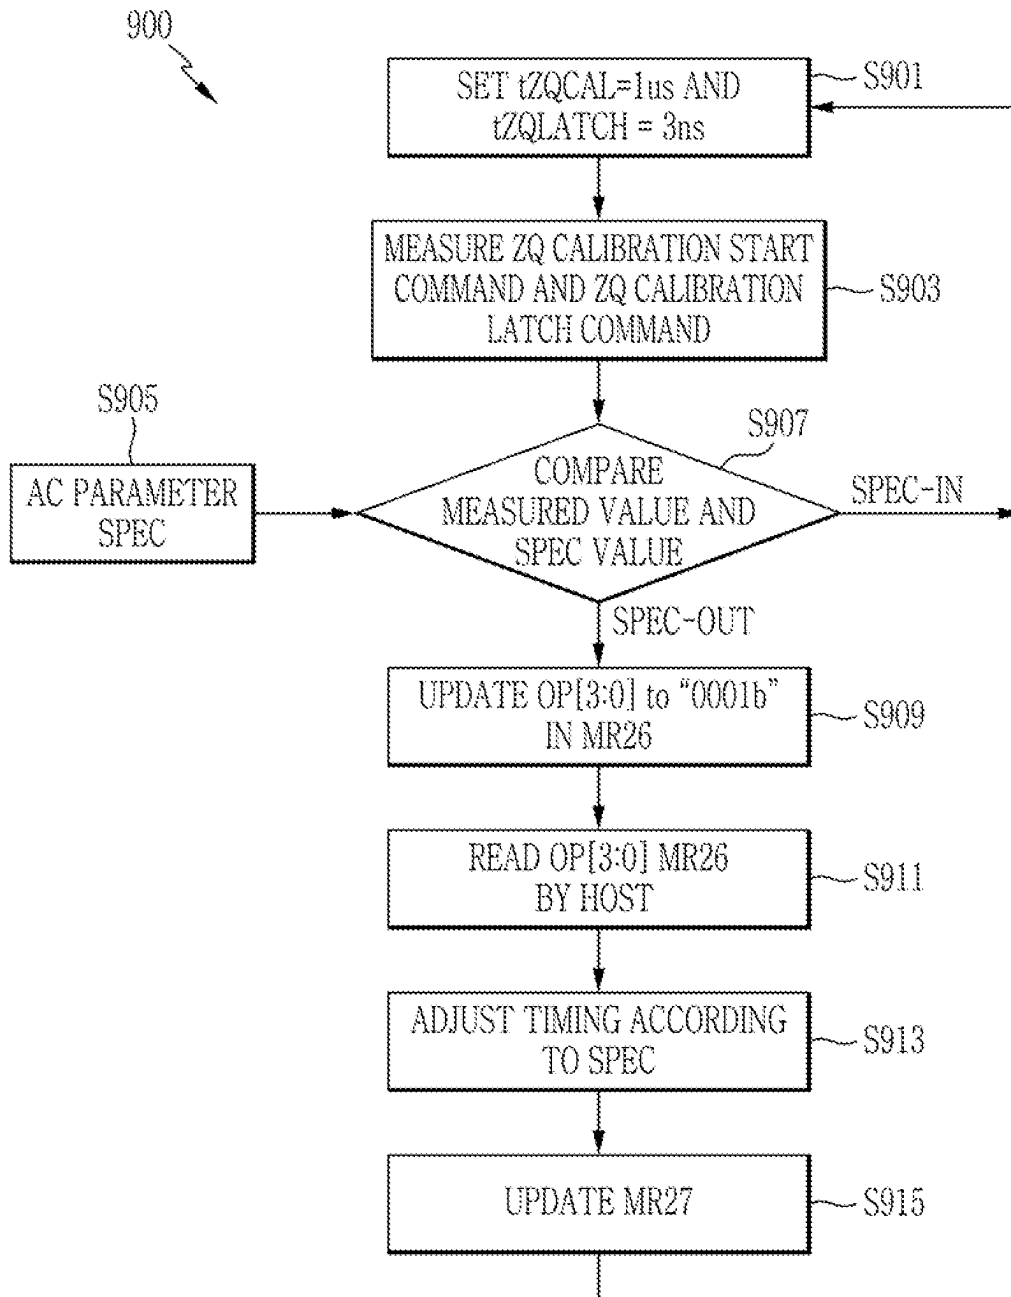 900
SET tZQCAL=1us AND
tZQLATCH = 3ns
S901
MEASURE ZQ CALIBRATION START
COMMAND AND ZQ CALIBRATION
LATCH COMMAND
S903
S905
AC PARAMETER
SPEC
S907
COMPARE
MEASURED VALUE AND
SPEC VALUE
SPEC-IN
SPEC-OUT
UPDATE OP[3:0] to “0001b”
IN MR26
S909
READ OP[3:0] MR26
BY HOST
S911
ADJUST TIMING ACCORDING
TO SPEC
S913
UPDATE MR27
S915